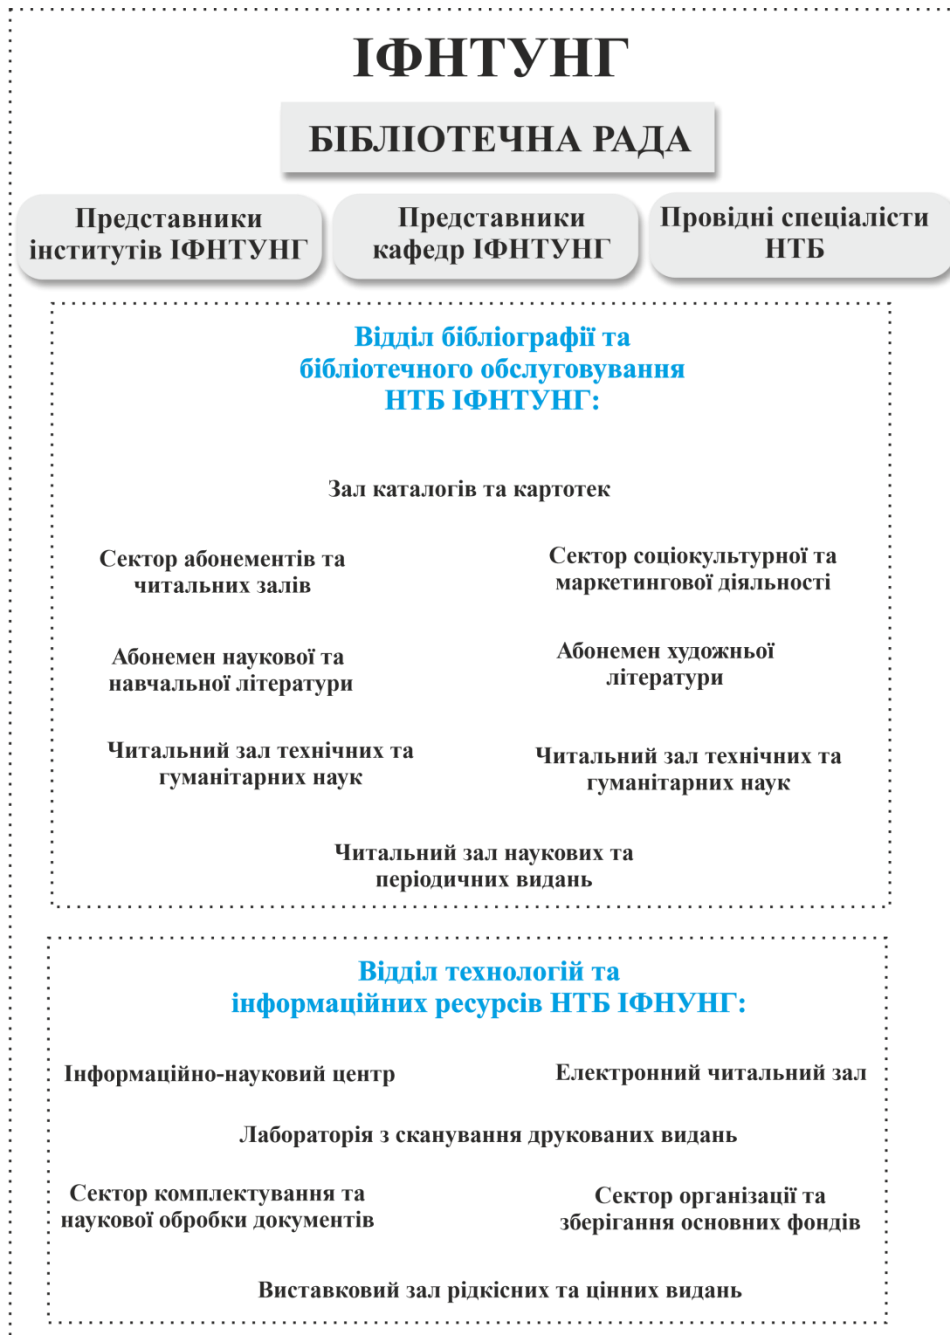 ІФНТУНГ
БІБЛІОТЕЧНА РАДА
Представники
інститутів ІФНТУНГ
Представники
кафедр ІФНТУНГ
Провідні спеціалісти
НТБ
Відділ бібліографії та
бібліотечного обслуговування
НТБ ІФНТУНГ:
Зал каталогів та картотек
Сектор абонементів та
читальних залів
Сектор соціокультурної та
маркетингової діяльності
Абонемен наукової та
навчальної літератури
Абонемен художньої
літератури
Читальний зал технічних та
гуманітарних наук
Читальний зал технічних та
гуманітарних наук
Читальний зал наукових та
періодичних видань
Відділ технологій та
інформаційних ресурсів НТБ ІФНУНГ:
Інформаційно-науковий центр
Електронний читальний зал
Лабораторія з сканування друкованих видань
Сектор комплектування та
наукової обробки документів
Сектор організації та
зберігання основних фондів
Виставковий зал рідкісних та цінних видань